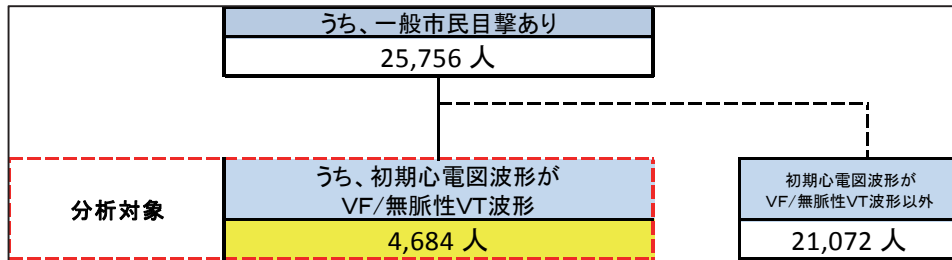 うち、一般市民目撃あり
25,756 人
分析対象
うち、初期心電図波形が
VF/無脈性VT波形
4,684 人
初期心電図波形が
VF/無脈性VT波形以外
21,072 人